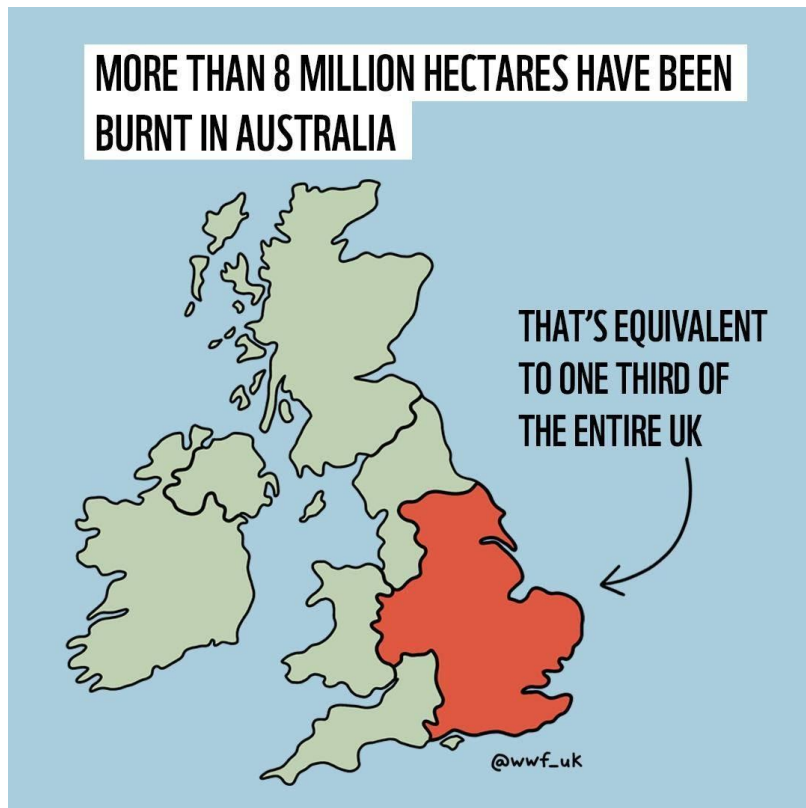 MORE THAN 8 MILLION HECTARES HAVE BEEN
BURNT IN AUSTRALIA
THAT'S EQUIVALENT
TO ONE THIRD OF
THE ENTIRE UK
@wwf_uk